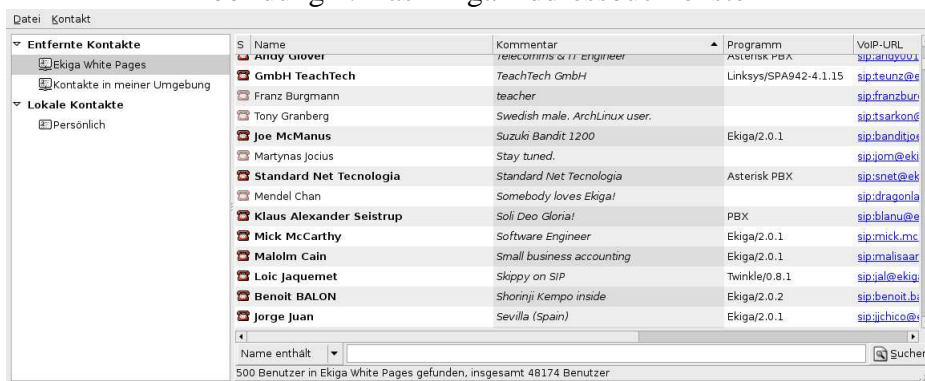 Datei Kontakt
Entfernte Kontakte
Ekiga White Pages
Kontakte in meiner Umgebung
Lokale Kontakte
Persönlich
S Name Kommentar Programm VoIP-URL
Andy Glover Telecomms & IT Engineer Asterisk PBX sip:andy001
GmbH TeachTech TeachTech GmbH Linksys/SPA942-4.1.15 sip:teunz@e
Franz Burgmann teacher sip:franzbur
Tony Granberg Swedish male. ArchLinux user. sip:tsarkon@
Joe McManus Suzuki Bandit 1200 Ekiga/2.0.1 sip:banditjoe
Martynas Jocius Stay tuned. sip:jom@eki
Standard Net Tecnologia Standard Net Tecnologia Asterisk PBX sip:snet@ek
Mendel Chan Somebody loves Ekiga! sip:dragonla
Klaus Alexander Seistrup Soli Deo Gloria! PBX sip:blanu@e
Mick McCarthy Software Engineer Ekiga/2.0.1 sip:mick.mc
Malolm Cain Small business accounting Ekiga/2.0.1 sip:malisaar
Loic Jaquemet Skippy on SIP Twinkle/0.8.1 sip:jal@ekig
Benoit BALON Shorinji Kempo inside Ekiga/2.0.2 sip:benoit.ba
Jorge Juan Sevilla (Spain) Ekiga/2.0.1 sip:jjchico@
Name enthält Suchen
500 Benutzer in Ekiga White Pages gefunden, insgesamt 48174 Benutzer